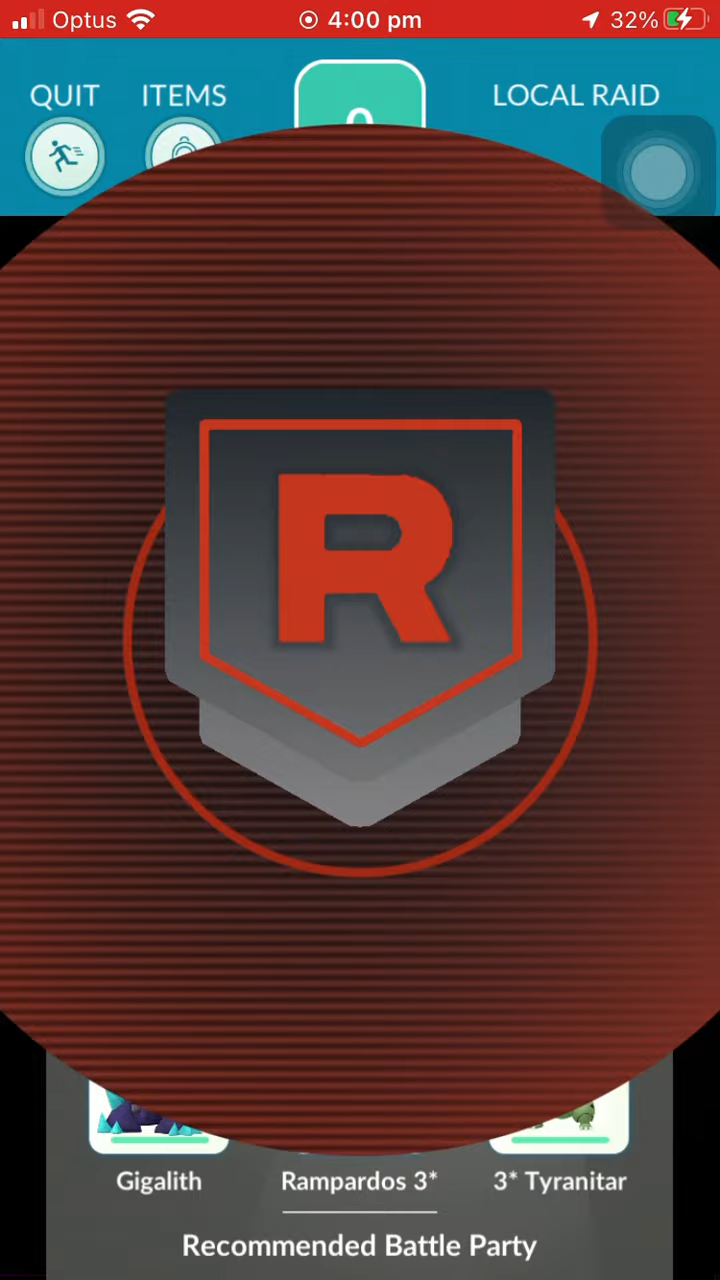 Optus 4:00 pm 32%
QUIT ITEMS LOCAL RAID
R
Gigalith Rampardos 3* 3* Tyranitar
Recommended Battle Party